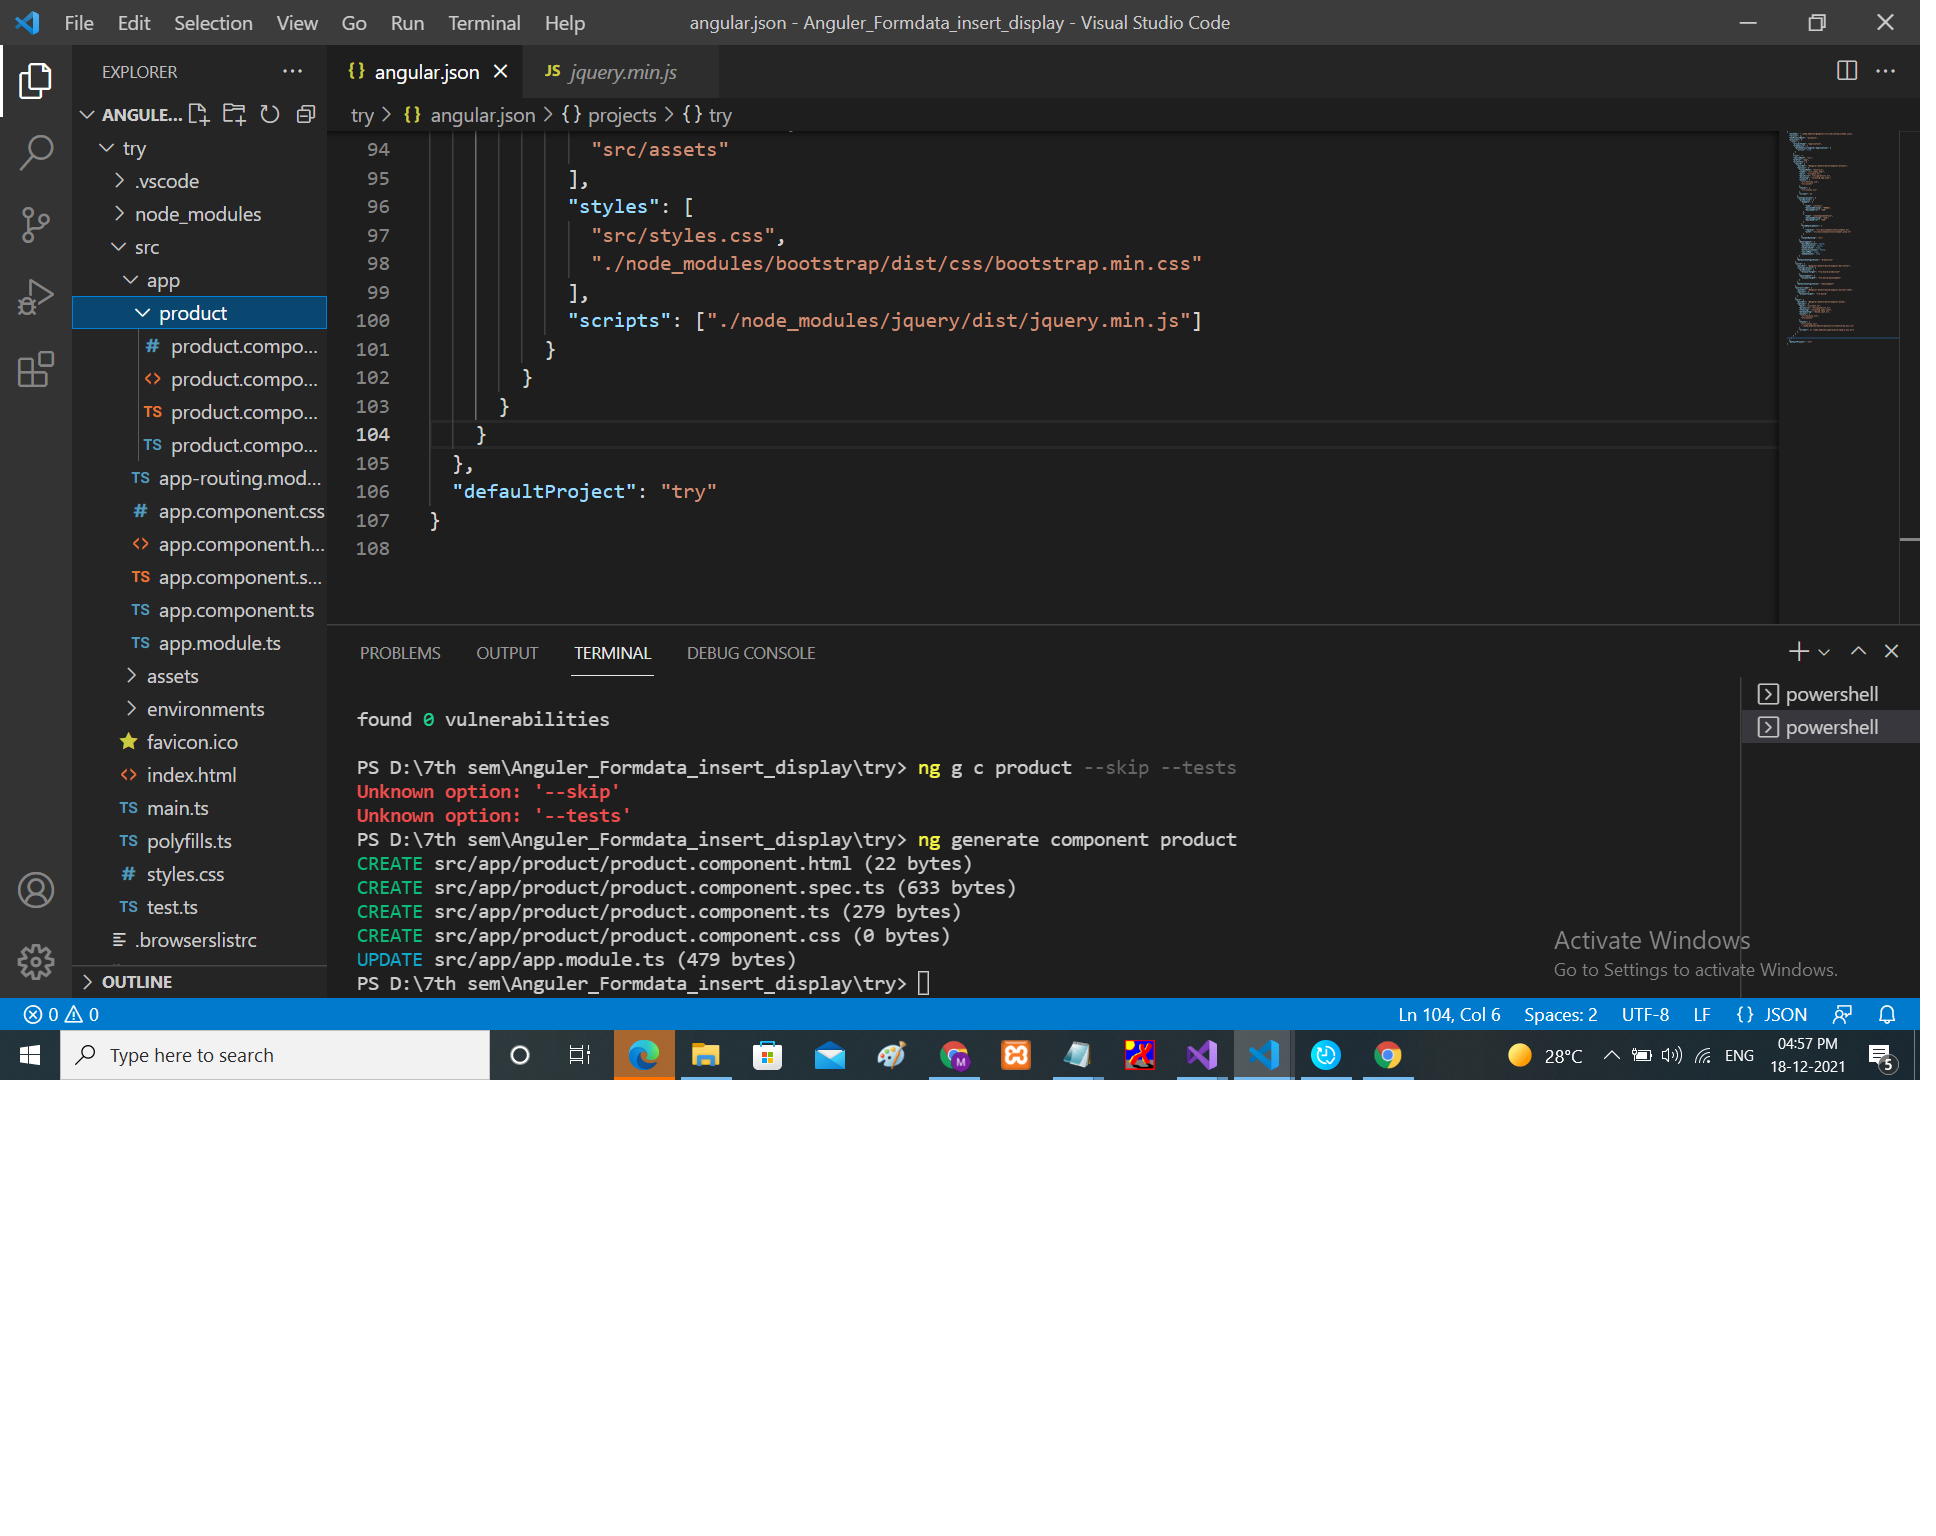 File Edit Selection View Go Run Terminal Help
angular.json - Anguler_Formdata_insert_display - Visual Studio Code
EXPLORER
ANGULE...
try
.vscode
node_modules
src
app
product
# product.compo...
<> product.compo...
TS product.compo...
TS product.compo...
TS app-routing.mod...
# app.component.css
<> app.component.h...
TS app.component.s...
TS app.component.ts
TS app.module.ts
assets
environments
favicon.ico
<> index.html
TS main.ts
TS polyfills.ts
# styles.css
TS test.ts
.browserslistrc
OUTLINE
{} angular.json
JS jquery.min.js
try > {} angular.json > {} projects > {} try
94 "src/assets"
95 ],
96 "styles": [
97 "src/styles.css",
98 "./node_modules/bootstrap/dist/css/bootstrap.min.css"
99 ],
100 "scripts": ["./node_modules/jquery/dist/jquery.min.js"]
101 }
102 }
103 }
104 }
105 },
106 "defaultProject": "try"
107 }
108
PROBLEMS OUTPUT TERMINAL DEBUG CONSOLE
found 0 vulnerabilities
PS D:\7th sem\Anguler_Formdata_insert_display\try> ng g c product --skip --tests
Unknown option: '--skip'
Unknown option: '--tests'
PS D:\7th sem\Anguler_Formdata_insert_display\try> ng generate component product
CREATE src/app/product/product.component.html (22 bytes)
CREATE src/app/product/product.component.spec.ts (633 bytes)
CREATE src/app/product/product.component.ts (279 bytes)
CREATE src/app/product/product.component.css (0 bytes)
UPDATE src/app/app.module.ts (479 bytes)
PS D:\7th sem\Anguler_Formdata_insert_display\try>
powershell
powershell
Activate Windows
Go to Settings to activate Windows.
0 0
Ln 104, Col 6 Spaces: 2 UTF-8 LF {} JSON
Type here to search
M
28°C
ENG
04:57 PM
18-12-2021
5